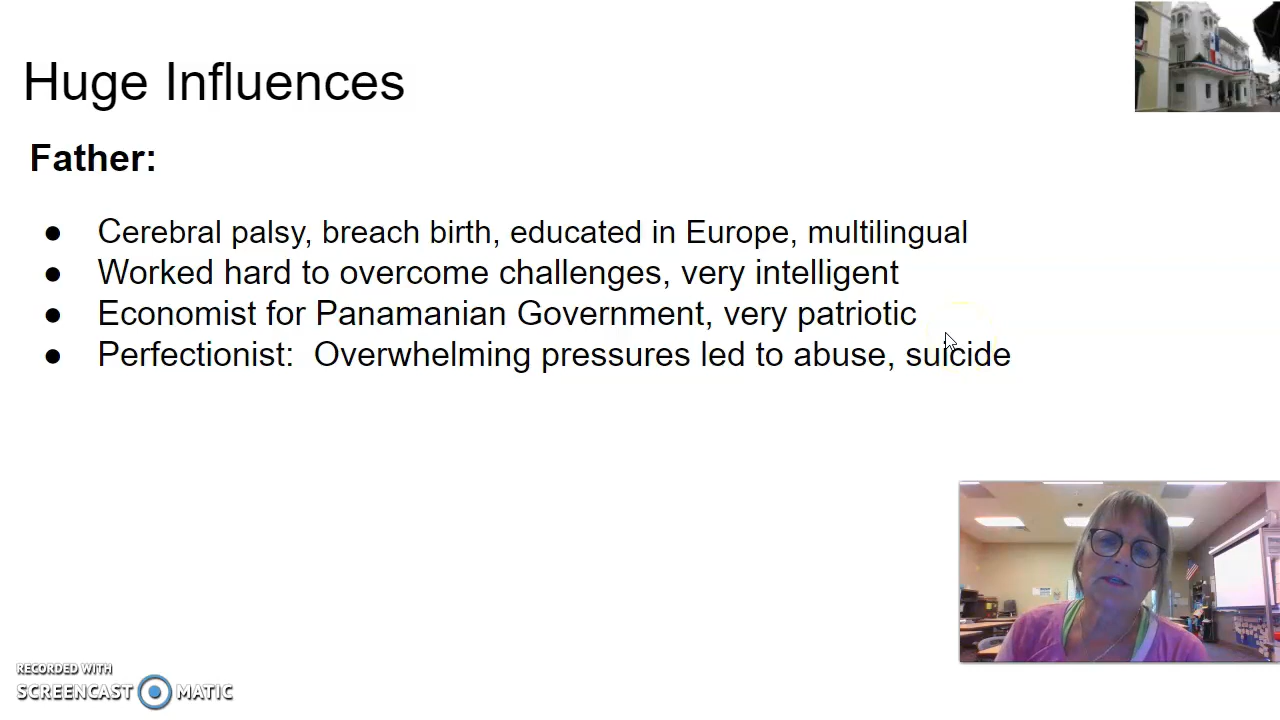 Huge Influences
Father:
● Cerebral palsy, breach birth, educated in Europe, multilingual
● Worked hard to overcome challenges, very intelligent
● Economist for Panamanian Government, very patriotic
● Perfectionist:  Overwhelming pressures led to abuse, suicide
RECORDED WITH
SCREENCAST MATIC